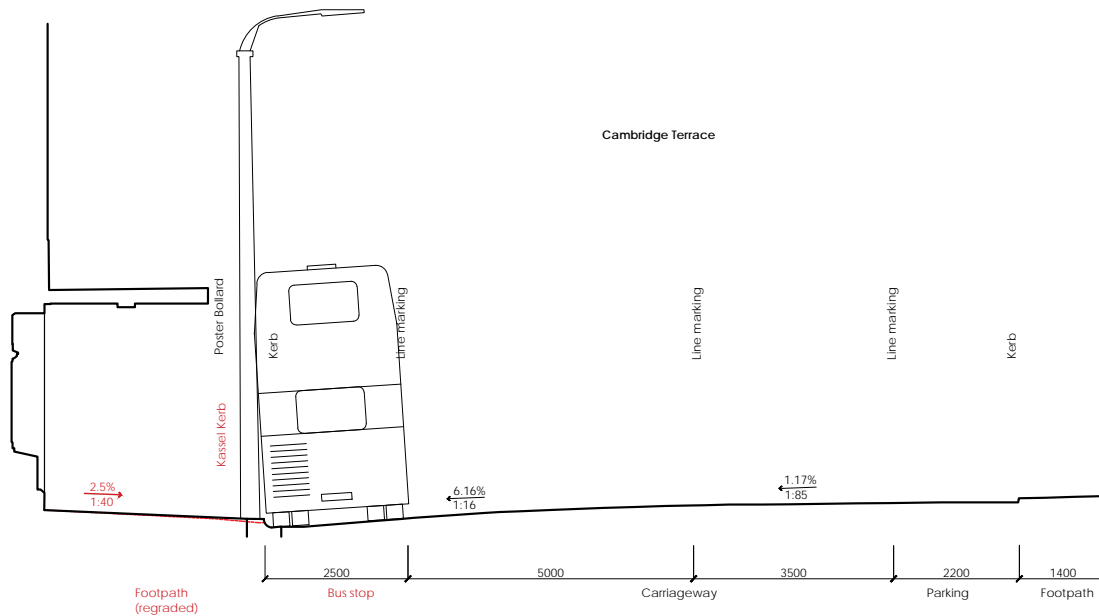 Cambridge Terrace
Poster Bollard
Kerb
Line marking
Line marking
Line marking
Kerb
Kassel Kerb
2.5%
1:40
6.16%
1:16
1.17%
1:85
2500
5000
3500
2200
1400
Footpath
(regraded)
Bus stop
Carriageway
Parking
Footpath